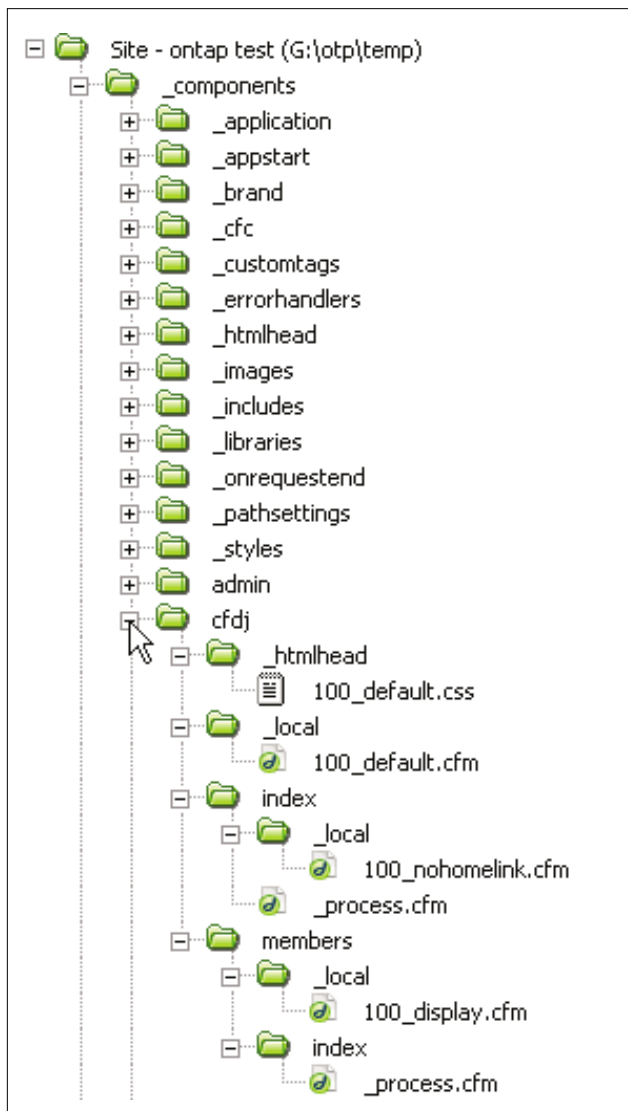 Site - ontap test (G:\otp\temp)
_components
_application
_appstart
_brand
_cfc
_customtags
_errorhandlers
_htmlhead
_images
_includes
_libraries
_onrequestend
_pathsettings
_styles
admin
cfdj
_htmlhead
100_default.css
_local
100_default.cfm
index
_local
100_nohomelink.cfm
_process.cfm
members
_local
100_display.cfm
index
_process.cfm